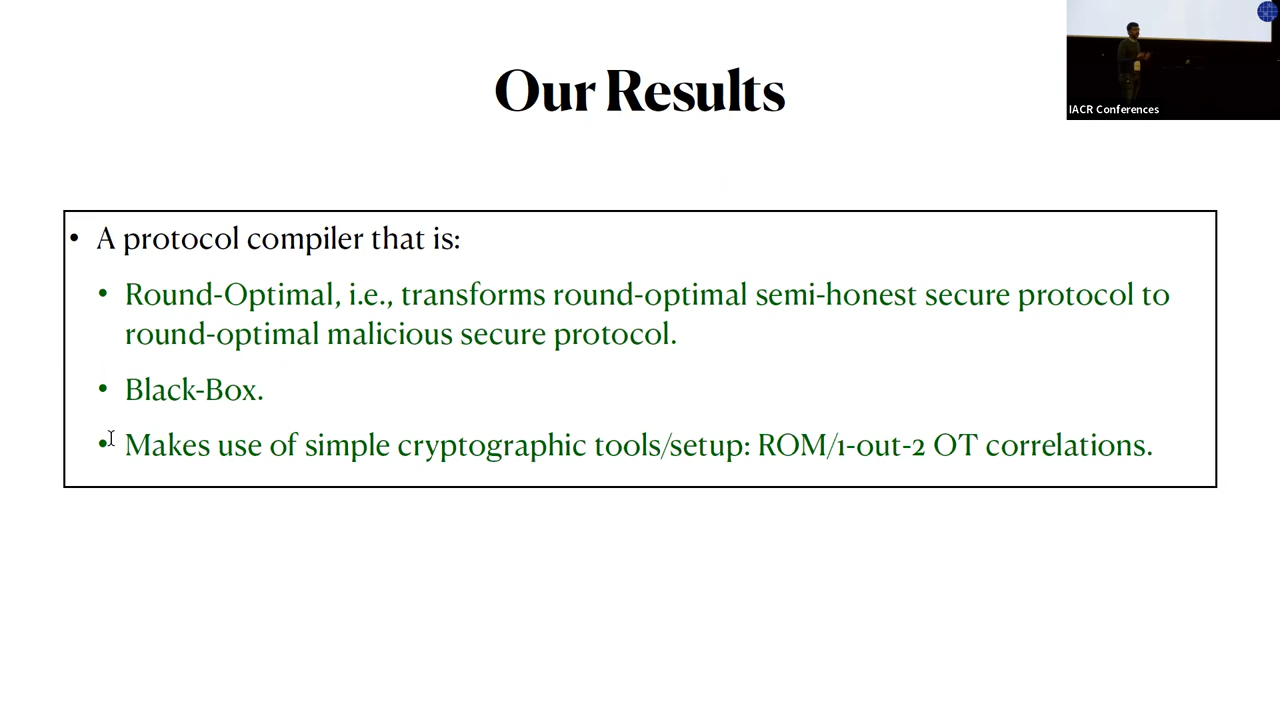 IACR Conferences
Our Results
• A protocol compiler that is:
• Round-Optimal, i.e., transforms round-optimal semi-honest secure protocol to
round-optimal malicious secure protocol.
• Black-Box.
• Makes use of simple cryptographic tools/setup: ROM/1-out-2 OT correlations.